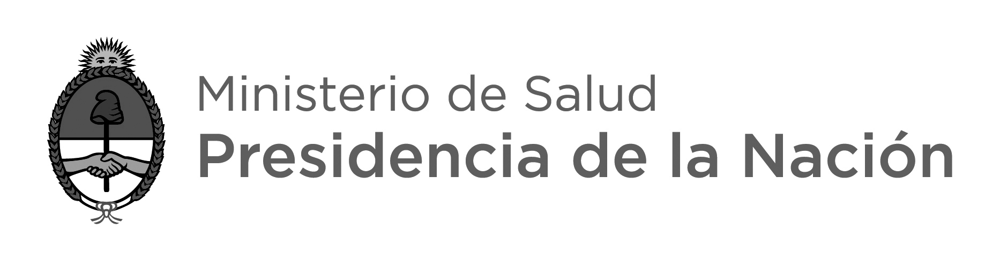 Ministerio de Salud
Presidencia de la Nación